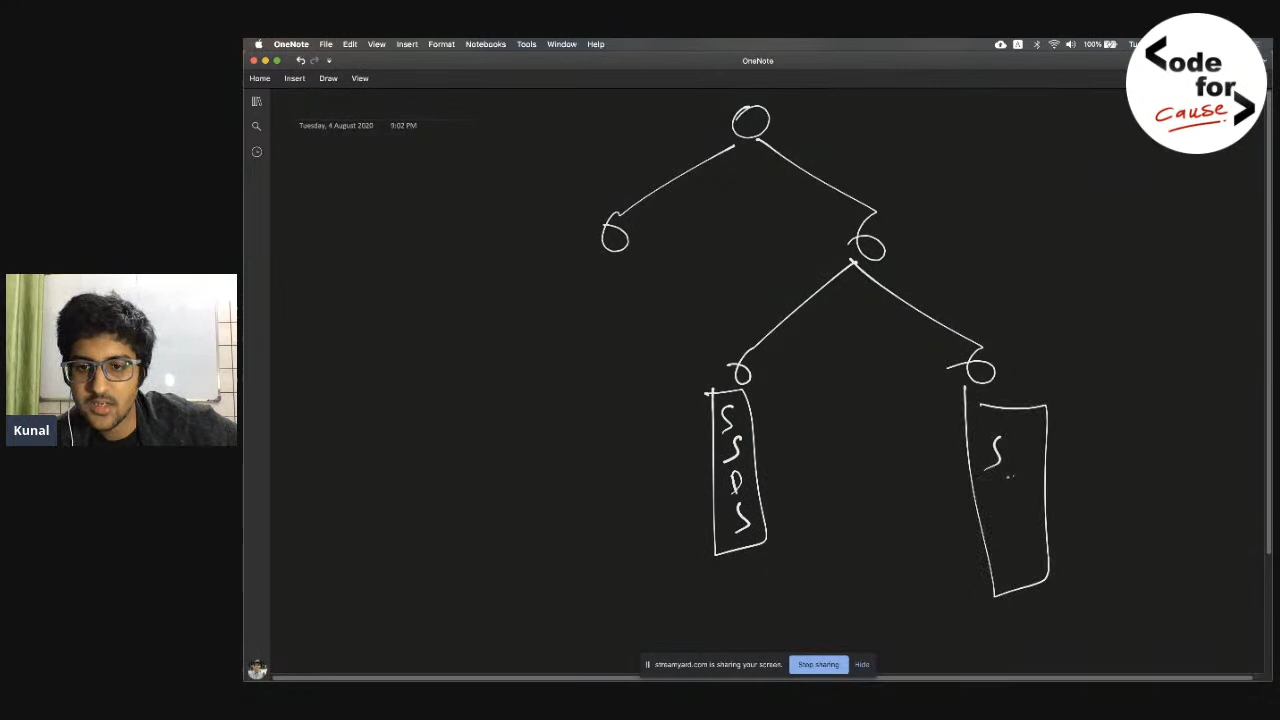 OneNote File Edit View Insert Format Notebooks Tools Window Help
100%
OneNote
Home Insert Draw View
Tuesday, 4 August 2020 9:02 PM
<ode
for
cause>
Kunal
S
S
D
S
S
streamyard.com is sharing your screen. Stop sharing Hide